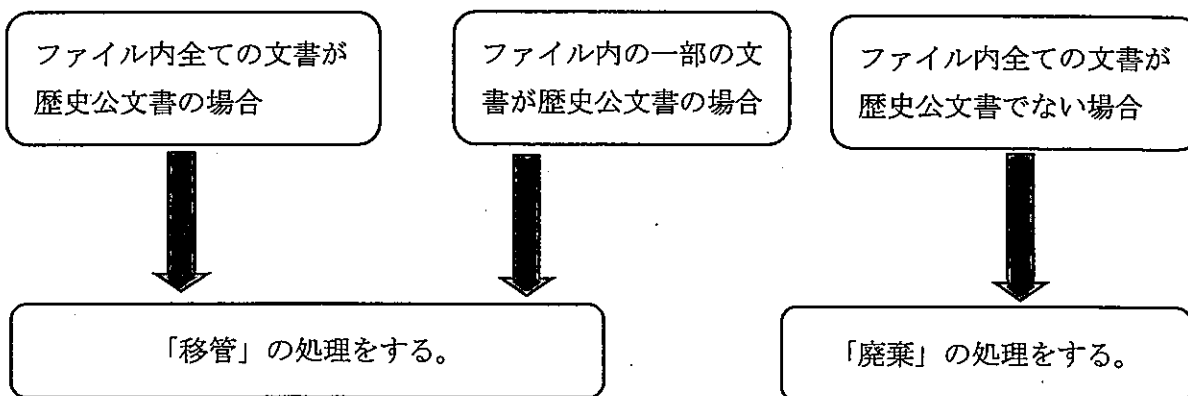 ファイル内全ての文書が
歴史公文書の場合
ファイル内の一部の文
書が歴史公文書の場合
ファイル内全ての文書が
歴史公文書でない場合
「移管」の処理をする。
「廃棄」の処理をする。